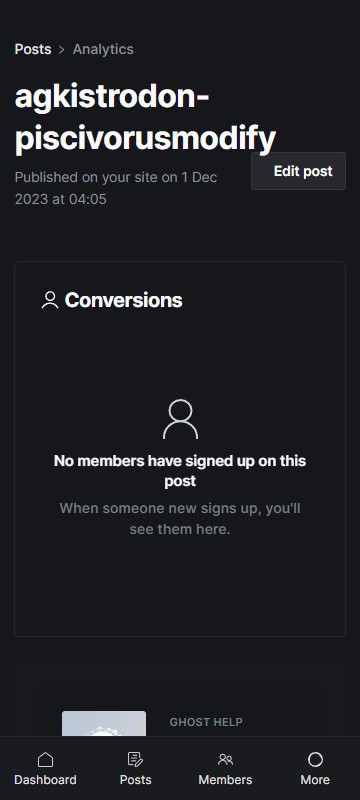 Posts > Analytics
agkistrodon-
piscivorusmodify
Edit post
Published on your site on 1 Dec
2023 at 04:05
Conversions
No members have signed up on this
post
When someone new signs up, you'll
see them here.
GHOST HELP
Dashboard Posts Members More